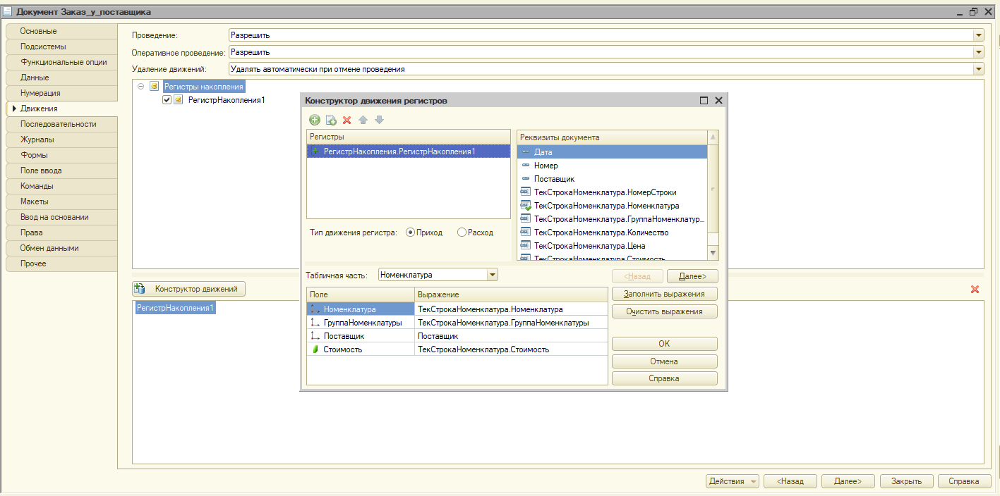 Документ Заказ_у_поставщика
Основные
Подсистемы
Функциональные опции
Данные
Нумерация
Движения
Последовательности
Журналы
Формы
Поле ввода
Команды
Макеты
Ввод на основании
Права
Обмен данными
Прочее
Проведение: Разрешить
Оперативное проведение: Разрешить
Удаление движений: Удалять автоматически при отмене проведения
Регистры накопления
РегистрНакопления1
Конструктор движений
РегистрНакопления1
Конструктор движения регистров
Регистры
РегистрНакопления.РегистрНакопления1
Тип движения регистра: Приход Расход
Реквизиты документа
Дата
Номер
Поставщик
ТекСтрокаНоменклатура.НомерСтроки
ТекСтрокаНоменклатура.Номенклатура
ТекСтрокаНоменклатура.ГруппаНоменклатур...
ТекСтрокаНоменклатура.Количество
ТекСтрокаНоменклатура.Цена
ТекСтрокаНоменклатура.Стоимость
Табличная часть: Номенклатура
<Назад Далее>
Поле Выражение
Номенклатура ТекСтрокаНоменклатура.Номенклатура
ГруппаНоменклатуры ТекСтрокаНоменклатура.ГруппаНоменклатуры
Поставщик Поставщик
Стоимость ТекСтрокаНоменклатура.Стоимость
Заполнить выражения
Очистить выражения
ОК
Отмена
Справка
Действия <Назад Далее> Закрыть Справка